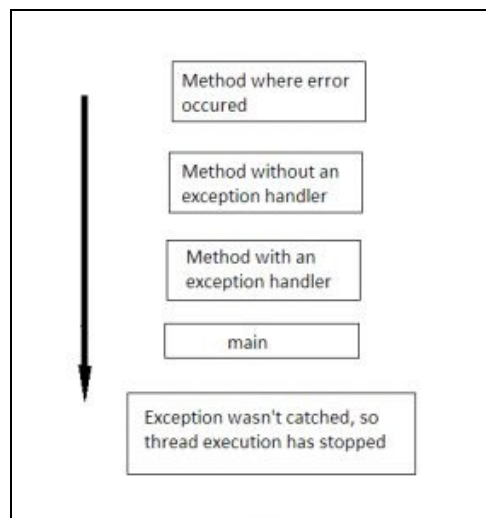 Method where error
occured
Method without an
exception handler
Method with an
exception handler
main
Exception wasn't catched, so
thread execution has stopped